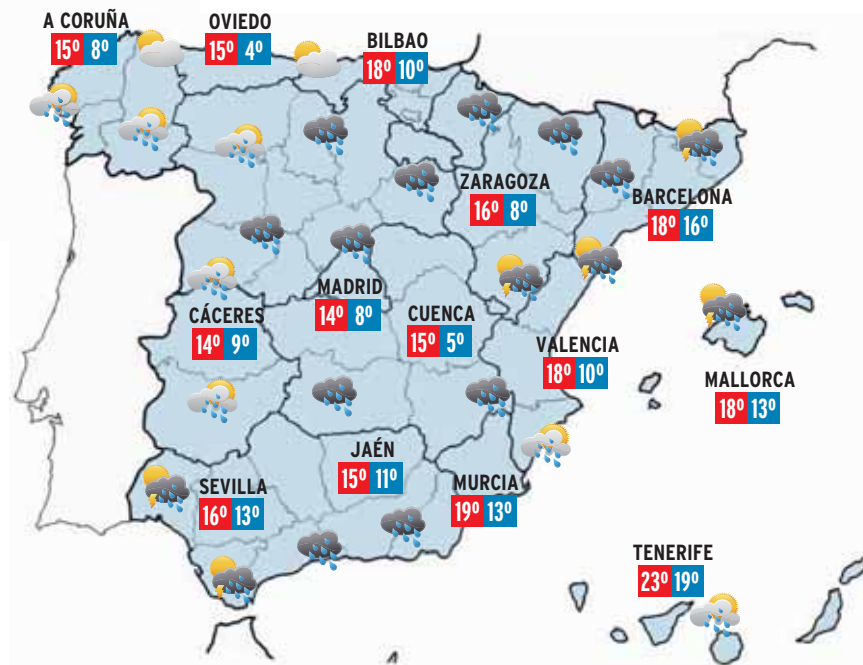 A CORUÑA
15º 8º
OVIEDO
15º 4º
BILBAO
18º 10º
ZARAGOZA
16º 8º
BARCELONA
18º 16º
MADRID
14º 8º
CÁCERES
14º 9º
CUENCA
15º 5º
VALENCIA
18º 10º
MALLORCA
18º 13º
JAÉN
15º 11º
SEVILLA
16º 13º
MURCIA
19º 13º
TENERIFE
23º 19º